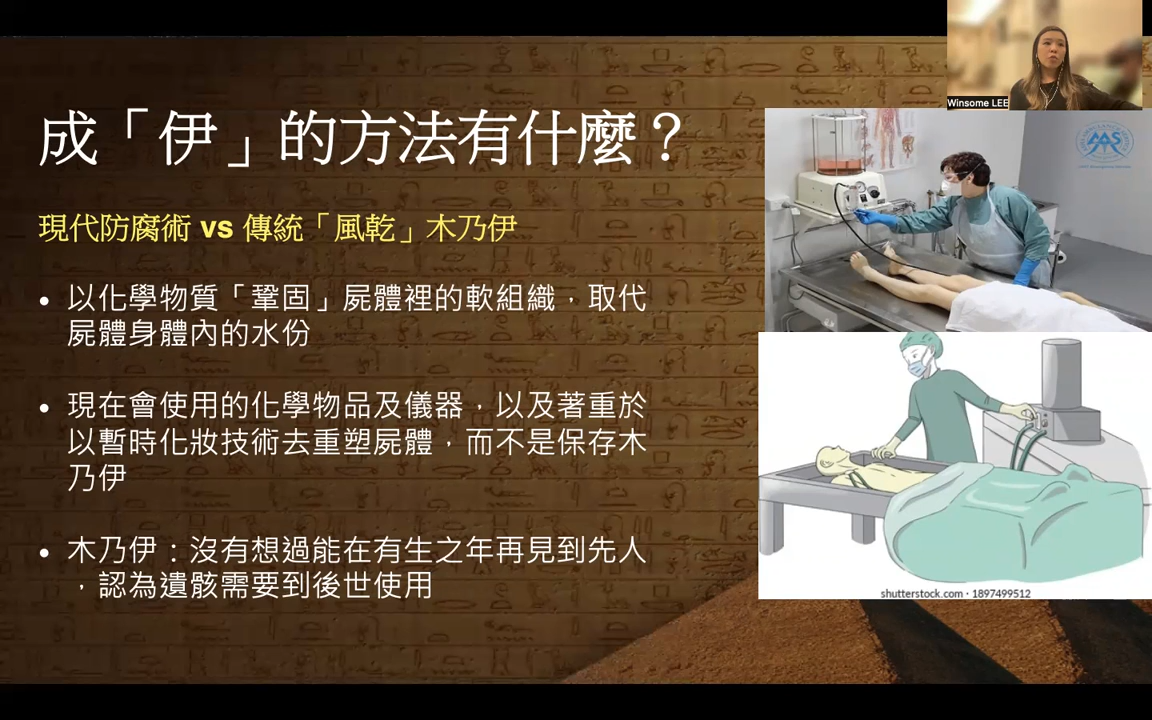 Winsome LEE
成「伊」的方法有什麼？
現代防腐術 vs 傳統「風乾」木乃伊
• 以化學物質「鞏固」屍體裡的軟組織，取代
屍體身體內的水份
• 現在會使用的化學物品及儀器，以及著重於
以暫時化妝技術去重塑屍體，而不是保存木
乃伊
• 木乃伊：沒有想過能在有生之年再見到先人
，認為遺骸需要到後世使用
shutterstock.com · 1897499512